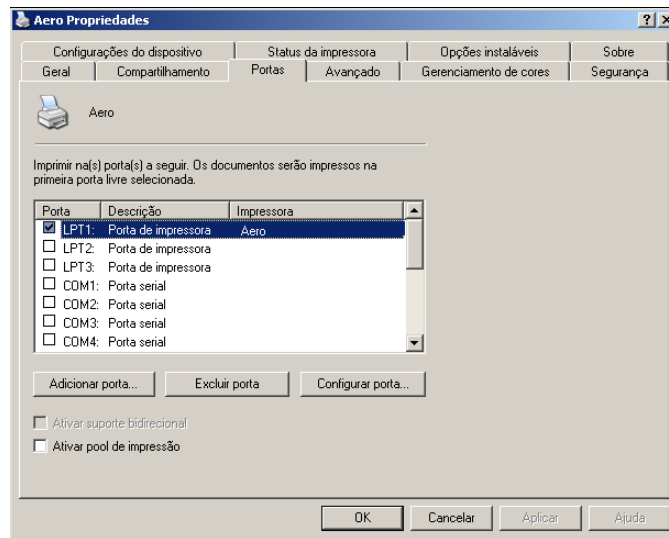 Aero Propriedades
Configurações do dispositivo Status da impressora Opções instaláveis Sobre
Geral Compartilhamento Portas Avançado Gerenciamento de cores Segurança
Aero
Imprimir na(s) porta(s) a seguir. Os documentos serão impressos na
primeira porta livre selecionada.
Porta Descrição Impressora
LPT1: Porta de impressora Aero
LPT2: Porta de impressora
LPT3: Porta de impressora
COM1: Porta serial
COM2: Porta serial
COM3: Porta serial
COM4: Porta serial
Adicionar porta... Excluir porta Configurar porta...
Ativar suporte bidirecional
Ativar pool de impressão
OK Cancelar Aplicar Ajuda